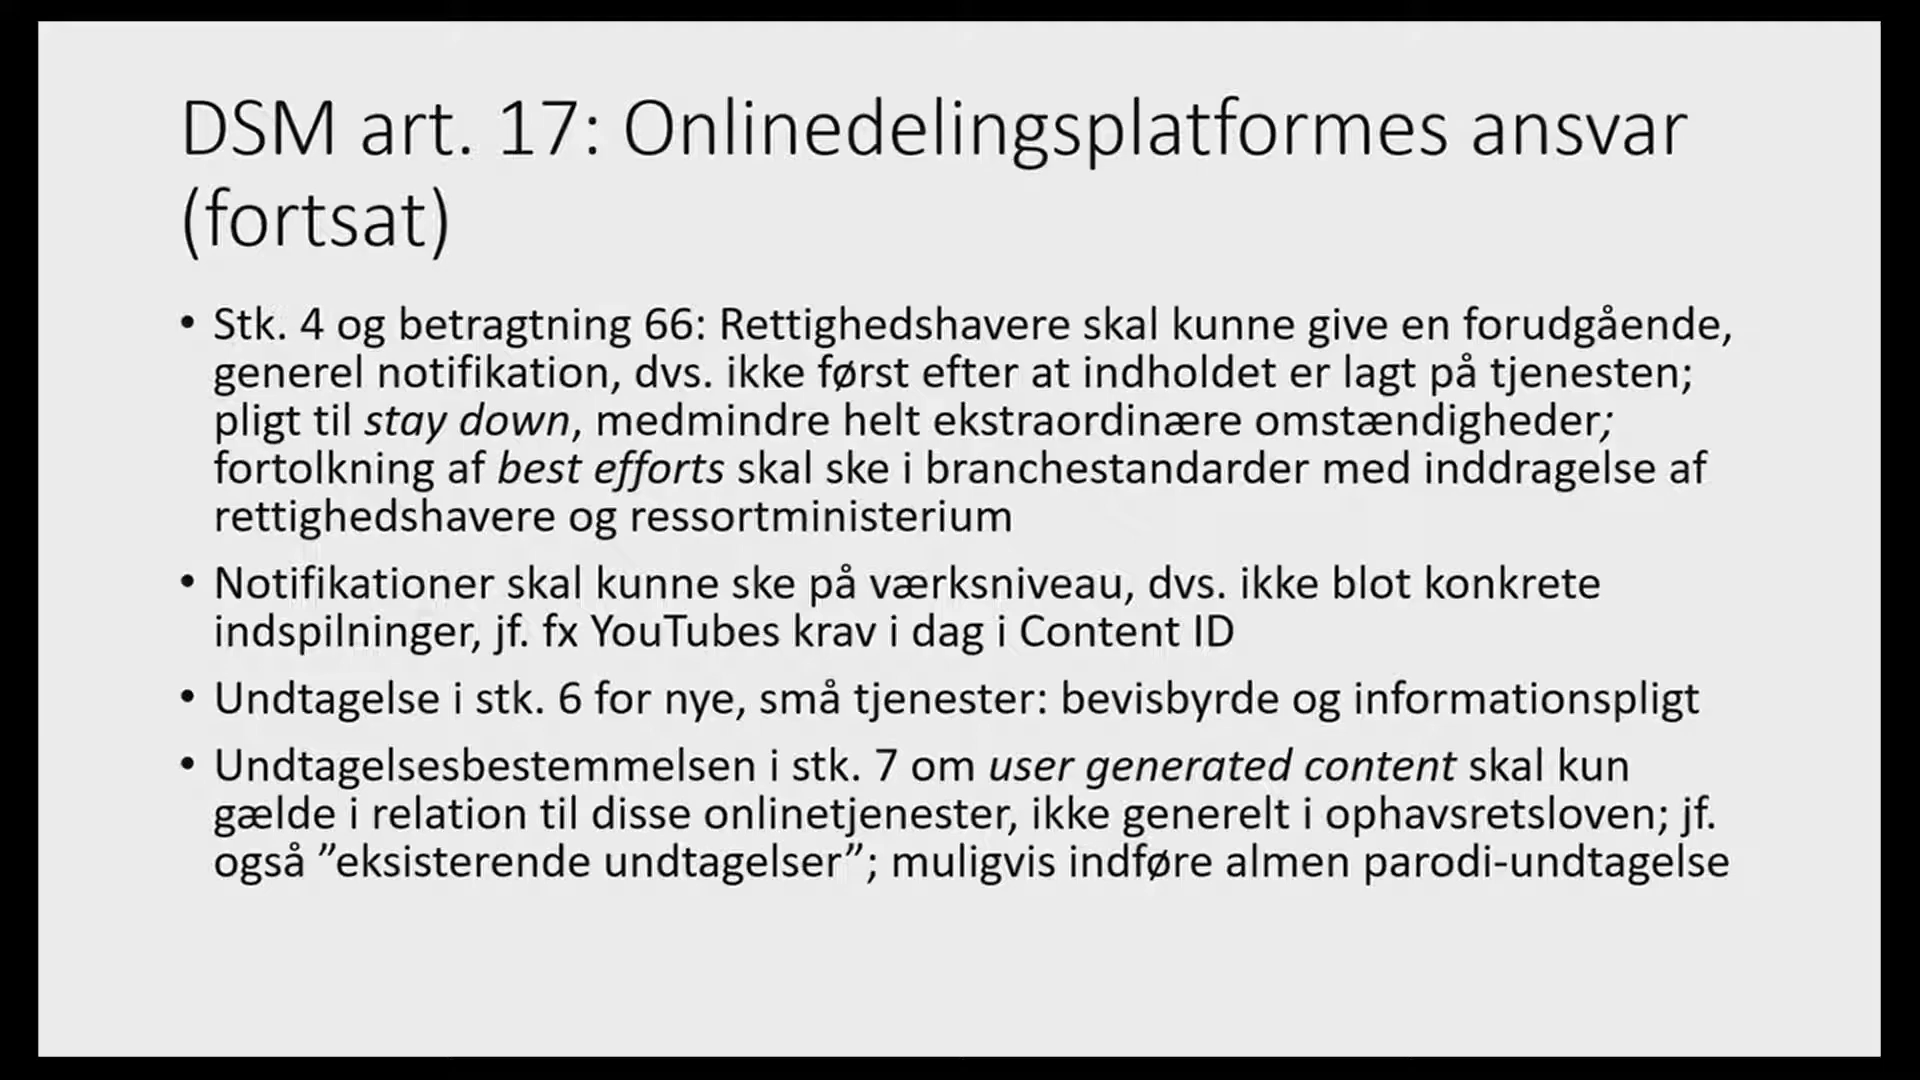 DSM art. 17: Onlinedelingsplatformes ansvar
(fortsat)
• Stk. 4 og betragtning 66: Rettighedshavere skal kunne give en forudgående,
generel notifikation, dvs. ikke først efter at indholdet er lagt på tjenesten;
pligt til stay down, medmindre helt ekstraordinære omstændigheder;
fortolkning af best efforts skal ske i branchestandarder med inddragelse af
rettighedshavere og ressortministerium
• Notifikationer skal kunne ske på værksniveau, dvs. ikke blot konkrete
indspilninger, jf. fx YouTubes krav i dag i Content ID
• Undtagelse i stk. 6 for nye, små tjenester: bevisbyrde og informationspligt
• Undtagelsesbestemmelsen i stk. 7 om user generated content skal kun
gælde i relation til disse onlinetjenester, ikke generelt i ophavsretsloven; jf.
også ”eksisterende undtagelser”; muligvis indføre almen parodi-undtagelse